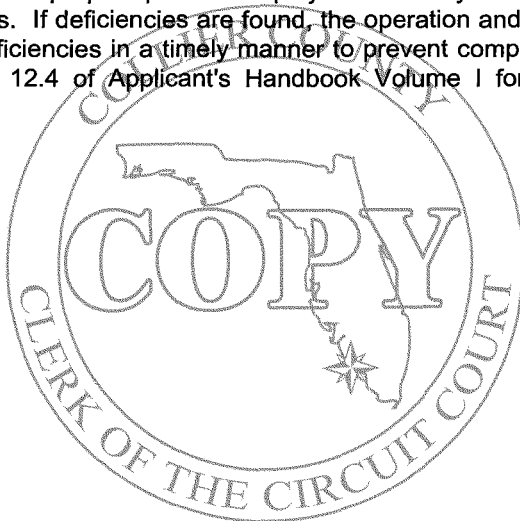 s. If deficiencies are found, the operation and
ficiencies in a timely manner to prevent comp
12.4 of Applicant's Handbook Volume I for
COLLIER COUNTY
COPY
CLERK OF THE CIRCUIT COURT